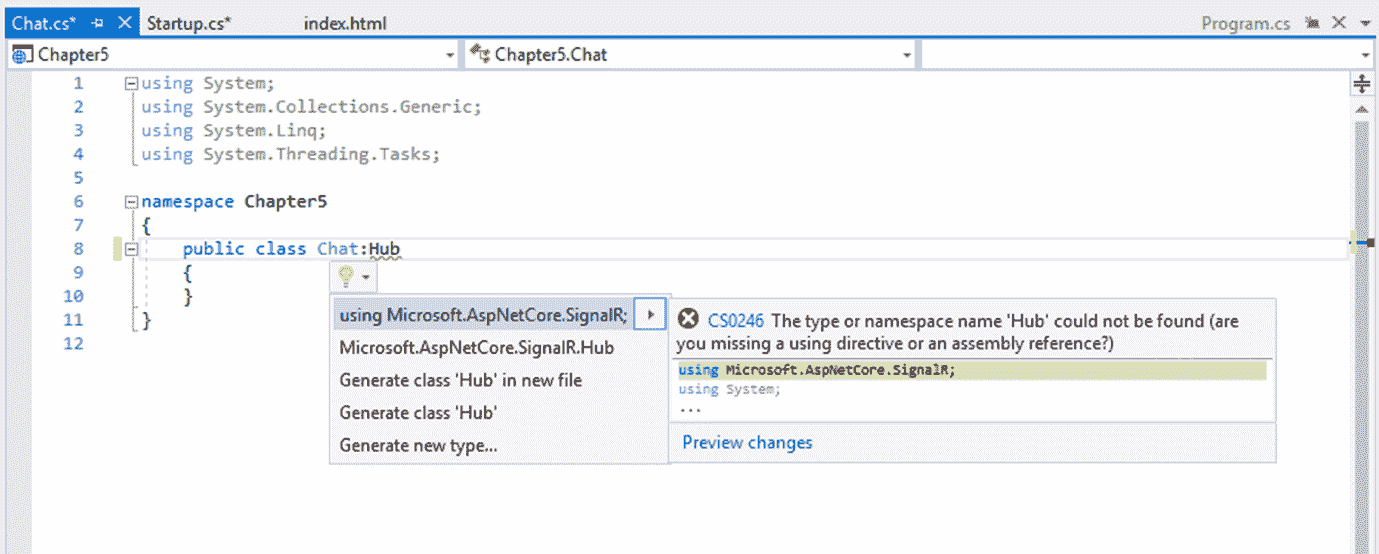 Chat.cs* Startup.cs* index.html Program.cs
Chapter5 Chapter5.Chat
1 using System;
2 using System.Collections.Generic;
3 using System.Linq;
4 using System.Threading.Tasks;
5
6 namespace Chapter5
7 {
8 public class Chat:Hub
9 {
10 }
11 }
12
using Microsoft.AspNetCore.SignalR;
Microsoft.AspNetCore.SignalR.Hub
Generate class 'Hub' in new file
Generate class 'Hub'
Generate new type...
CS0246 The type or namespace name 'Hub' could not be found (are
you missing a using directive or an assembly reference?)
using Microsoft.AspNetCore.SignalR;
using System;
...
Preview changes